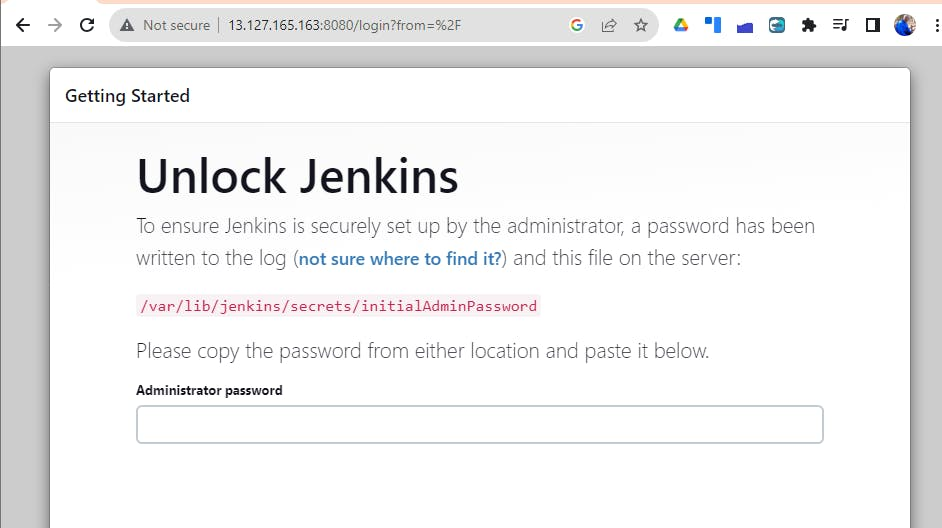 Not secure | 13.127.165.163:8080/login?from=%2F
Getting Started
Unlock Jenkins
To ensure Jenkins is securely set up by the administrator, a password has been
written to the log (not sure where to find it?) and this file on the server:
/var/lib/jenkins/secrets/initialAdminPassword
Please copy the password from either location and paste it below.
Administrator password